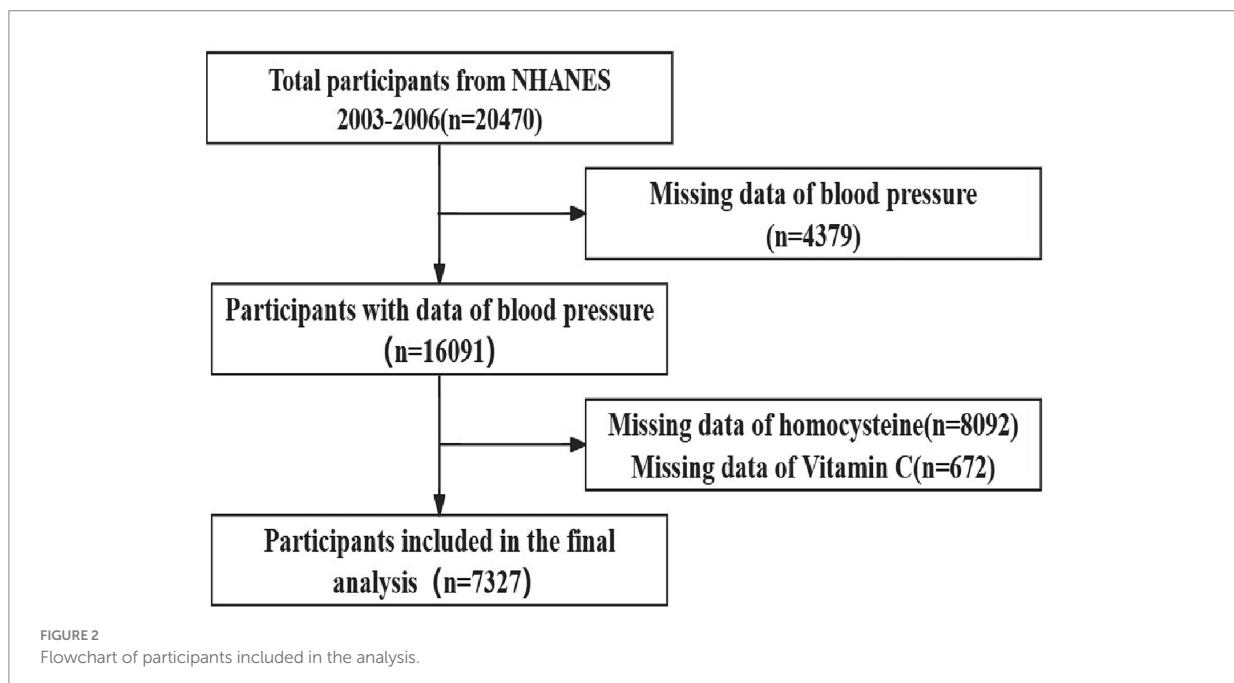 Total participants from NHANES
2003-2006(n=20470)
Missing data of blood pressure
(n=4379)
Participants with data of blood pressure
(n=16091)
Missing data of homocysteine(n=8092)
Missing data of Vitamin C(n=672)
Participants included in the final
analysis (n=7327)
FIGURE 2
Flowchart of participants included in the analysis.